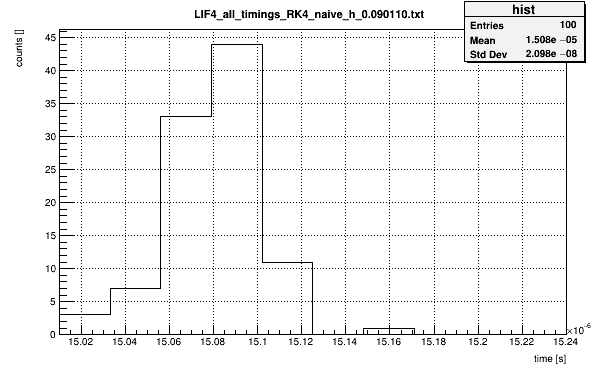 LIF4_all_timings_RK4_naive_h_0.090110.txt
hist
Entries 100
Mean 1.508e −05
Std Dev 2.098e −08
counts []
45
40
35
30
25
20
15
10
5
0
15.02 15.04 15.06 15.08 15.1 15.12 15.14 15.16 15.18 15.2 15.22 15.24
×10⁻⁶
time [s]